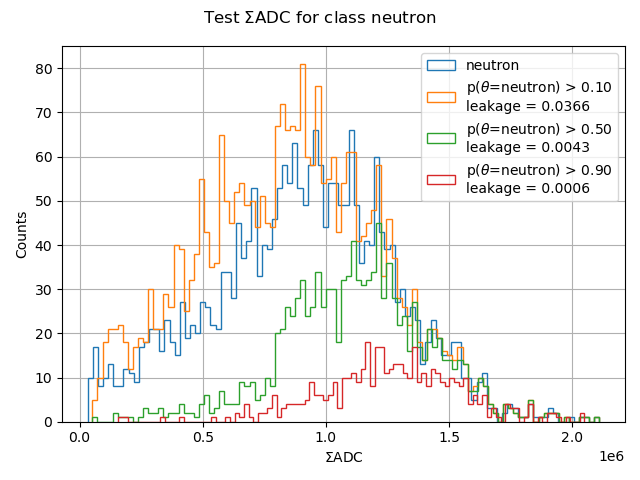 Test ΣADC for class neutron
neutron
p(θ=neutron) > 0.10
leakage = 0.0366
p(θ=neutron) > 0.50
leakage = 0.0043
p(θ=neutron) > 0.90
leakage = 0.0006
Counts
80
70
60
50
40
30
20
10
0
0.0
0.5
1.0
1.5
2.0
1e6
ΣADC